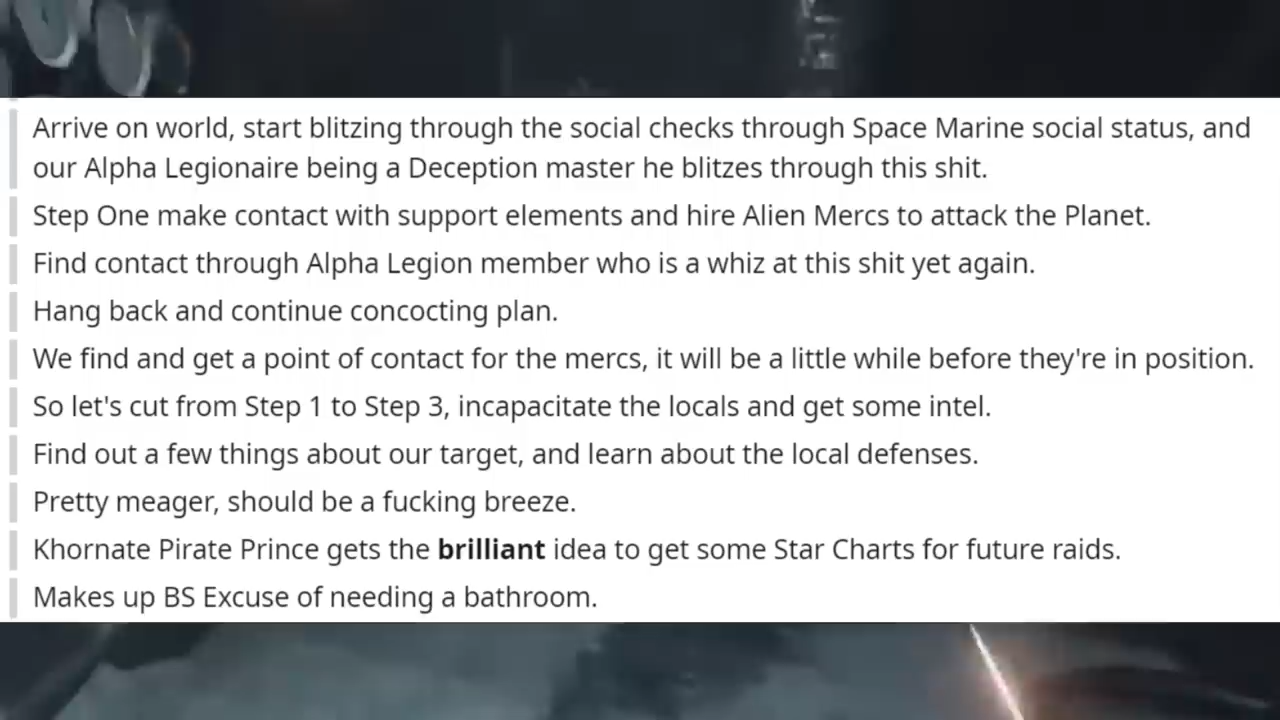 Arrive on world, start blitzing through the social checks through Space Marine social status, and
our Alpha Legionaire being a Deception master he blitzes through this shit.
Step One make contact with support elements and hire Alien Mercs to attack the Planet.
Find contact through Alpha Legion member who is a whiz at this shit yet again.
Hang back and continue concocting plan.
We find and get a point of contact for the mercs, it will be a little while before they're in position.
So let's cut from Step 1 to Step 3, incapacitate the locals and get some intel.
Find out a few things about our target, and learn about the local defenses.
Pretty meager, should be a fucking breeze.
Khornate Pirate Prince gets the brilliant idea to get some Star Charts for future raids.
Makes up BS Excuse of needing a bathroom.